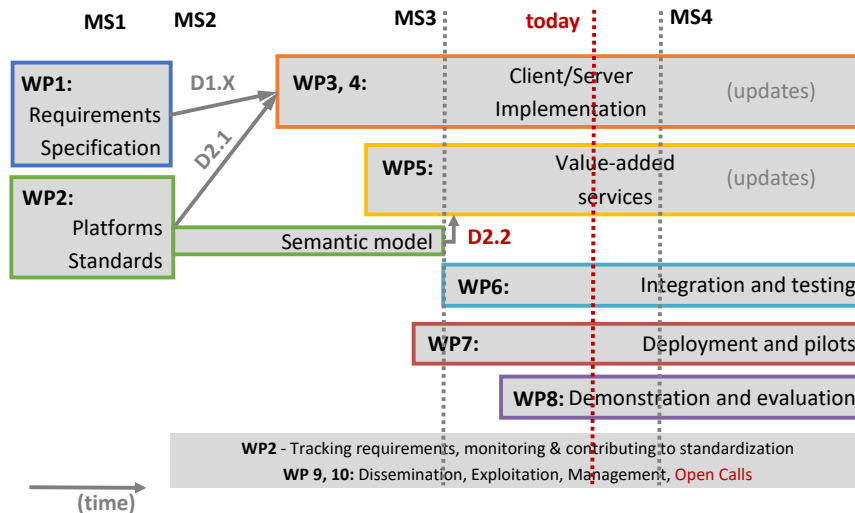 MS1 MS2 MS3 today MS4
WP1:
Requirements
Specification
D1.X
WP3, 4:
Client/Server
Implementation
(updates)
D2.1
WP2:
Platforms
Standards
WP5:
Value-added
services
(updates)
Semantic model
D2.2
WP6:
Integration and testing
WP7:
Deployment and pilots
WP8: Demonstration and evaluation
WP2 - Tracking requirements, monitoring & contributing to standardization
WP 9, 10: Dissemination, Exploitation, Management, Open Calls
(time)